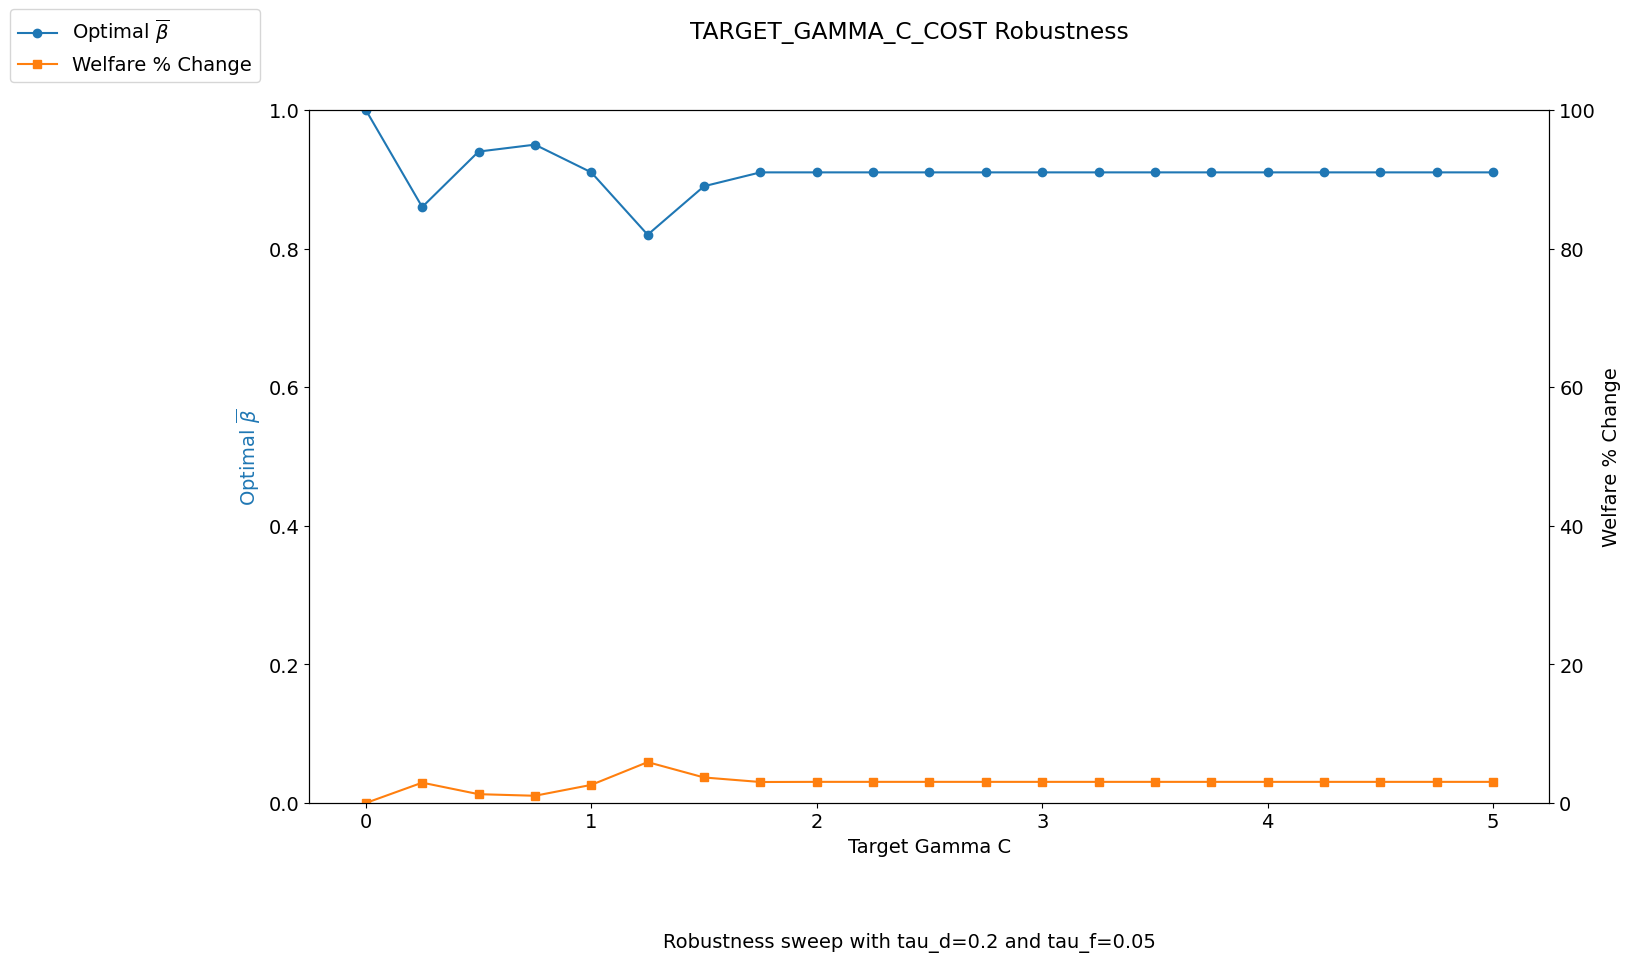 Optimal β̅
Welfare % Change
TARGET_GAMMA_C_COST Robustness
1.0
0.8
0.6
0.4
0.2
0.0
Optimal β̅
100
80
60
40
20
0
Welfare % Change
0 1 2 3 4 5
Target Gamma C
Robustness sweep with tau_d=0.2 and tau_f=0.05